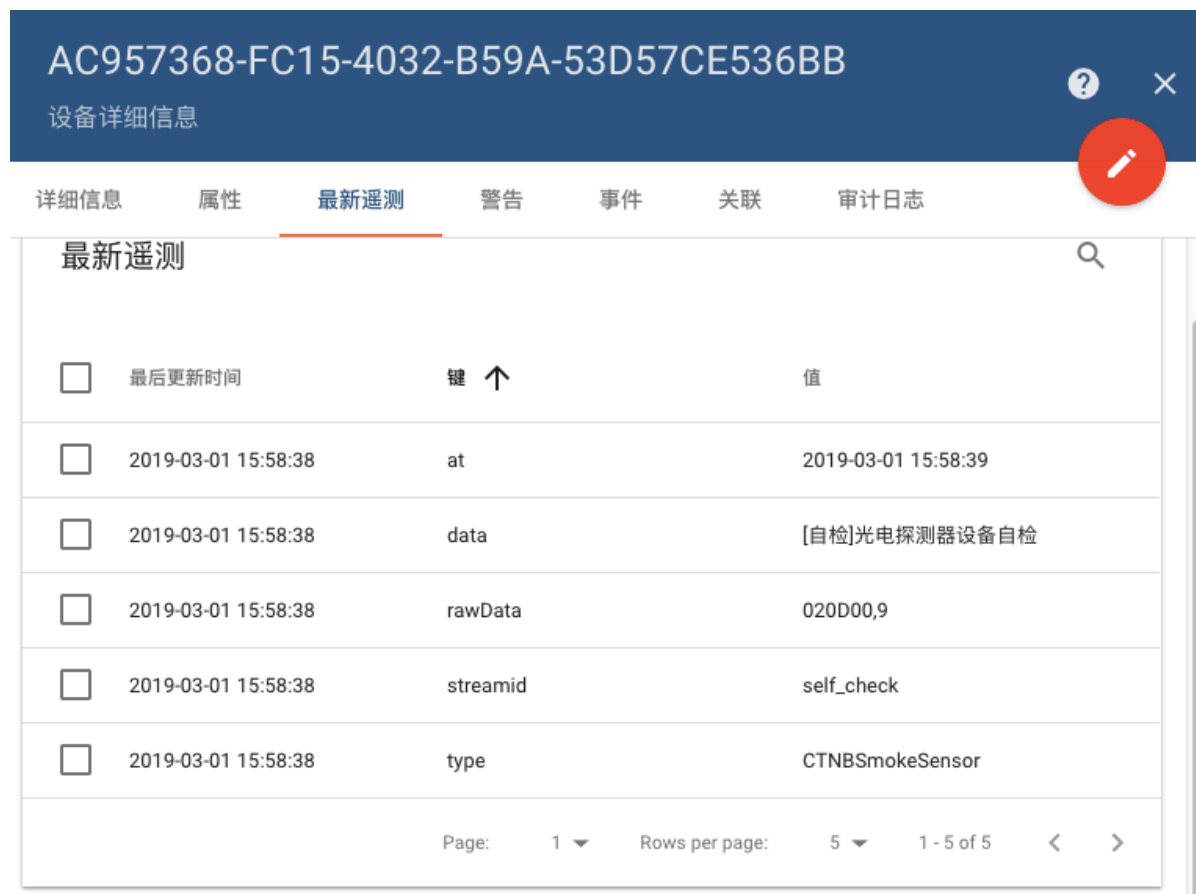 AC957368-FC15-4032-B59A-53D57CE536BB
设备详细信息
详细信息 属性 最新遥测 警告 事件 关联 审计日志
最新遥测
最后更新时间 键 值
2019-03-01 15:58:38 at 2019-03-01 15:58:39
2019-03-01 15:58:38 data [自检]光电探测器设备自检
2019-03-01 15:58:38 rawData 020D00,9
2019-03-01 15:58:38 streamid self_check
2019-03-01 15:58:38 type CTNBSmokeSensor
Page: 1 Rows per page: 5 1 - 5 of 5